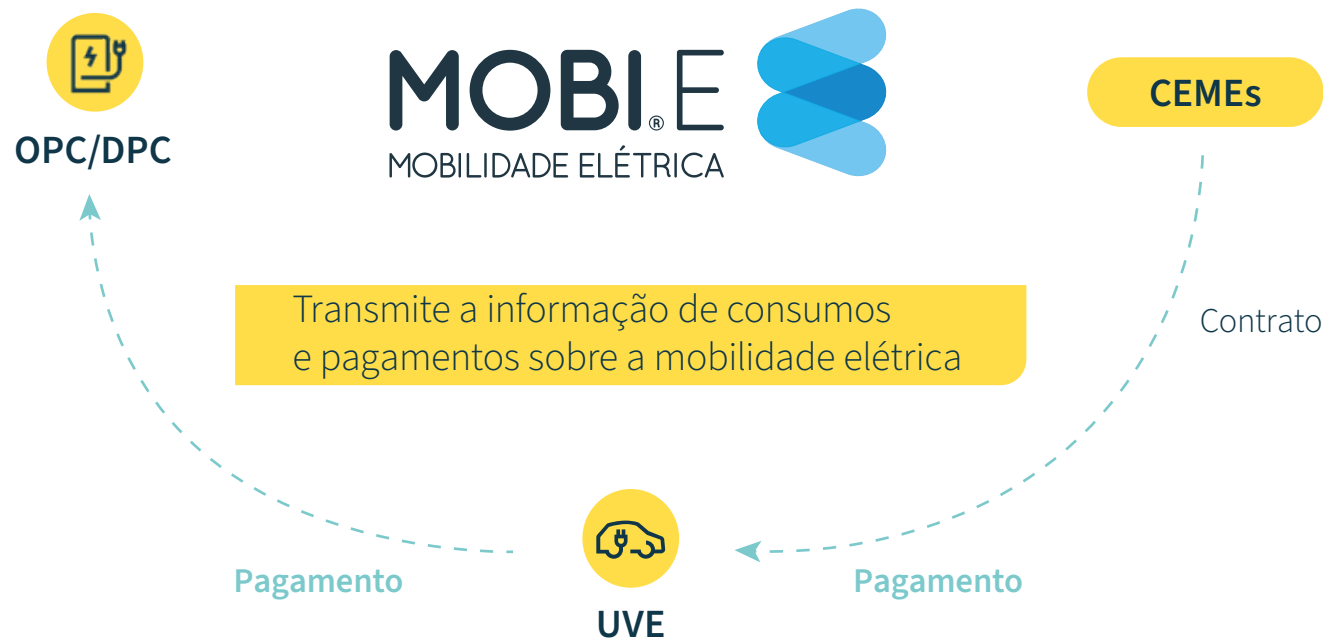 MOBI.E
®
MOBILIDADE ELÉTRICA
CEMEs
OPC/DPC
Transmite a informação de consumos
e pagamentos sobre a mobilidade elétrica
Contrato
Pagamento
Pagamento
UVE